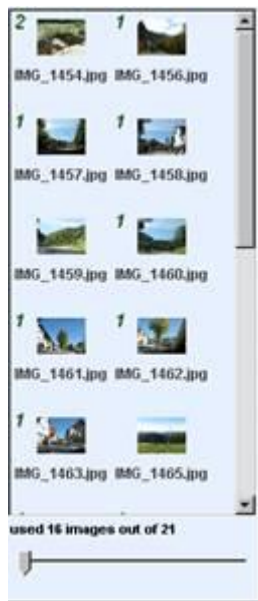 2 1
IMG_1454.jpg IMG_1456.jpg
1 1
IMG_1457.jpg IMG_1458.jpg
IMG_1459.jpg IMG_1460.jpg
1
1 1
IMG_1461.jpg IMG_1462.jpg
1
IMG_1463.jpg IMG_1465.jpg
used 16 images out of 21